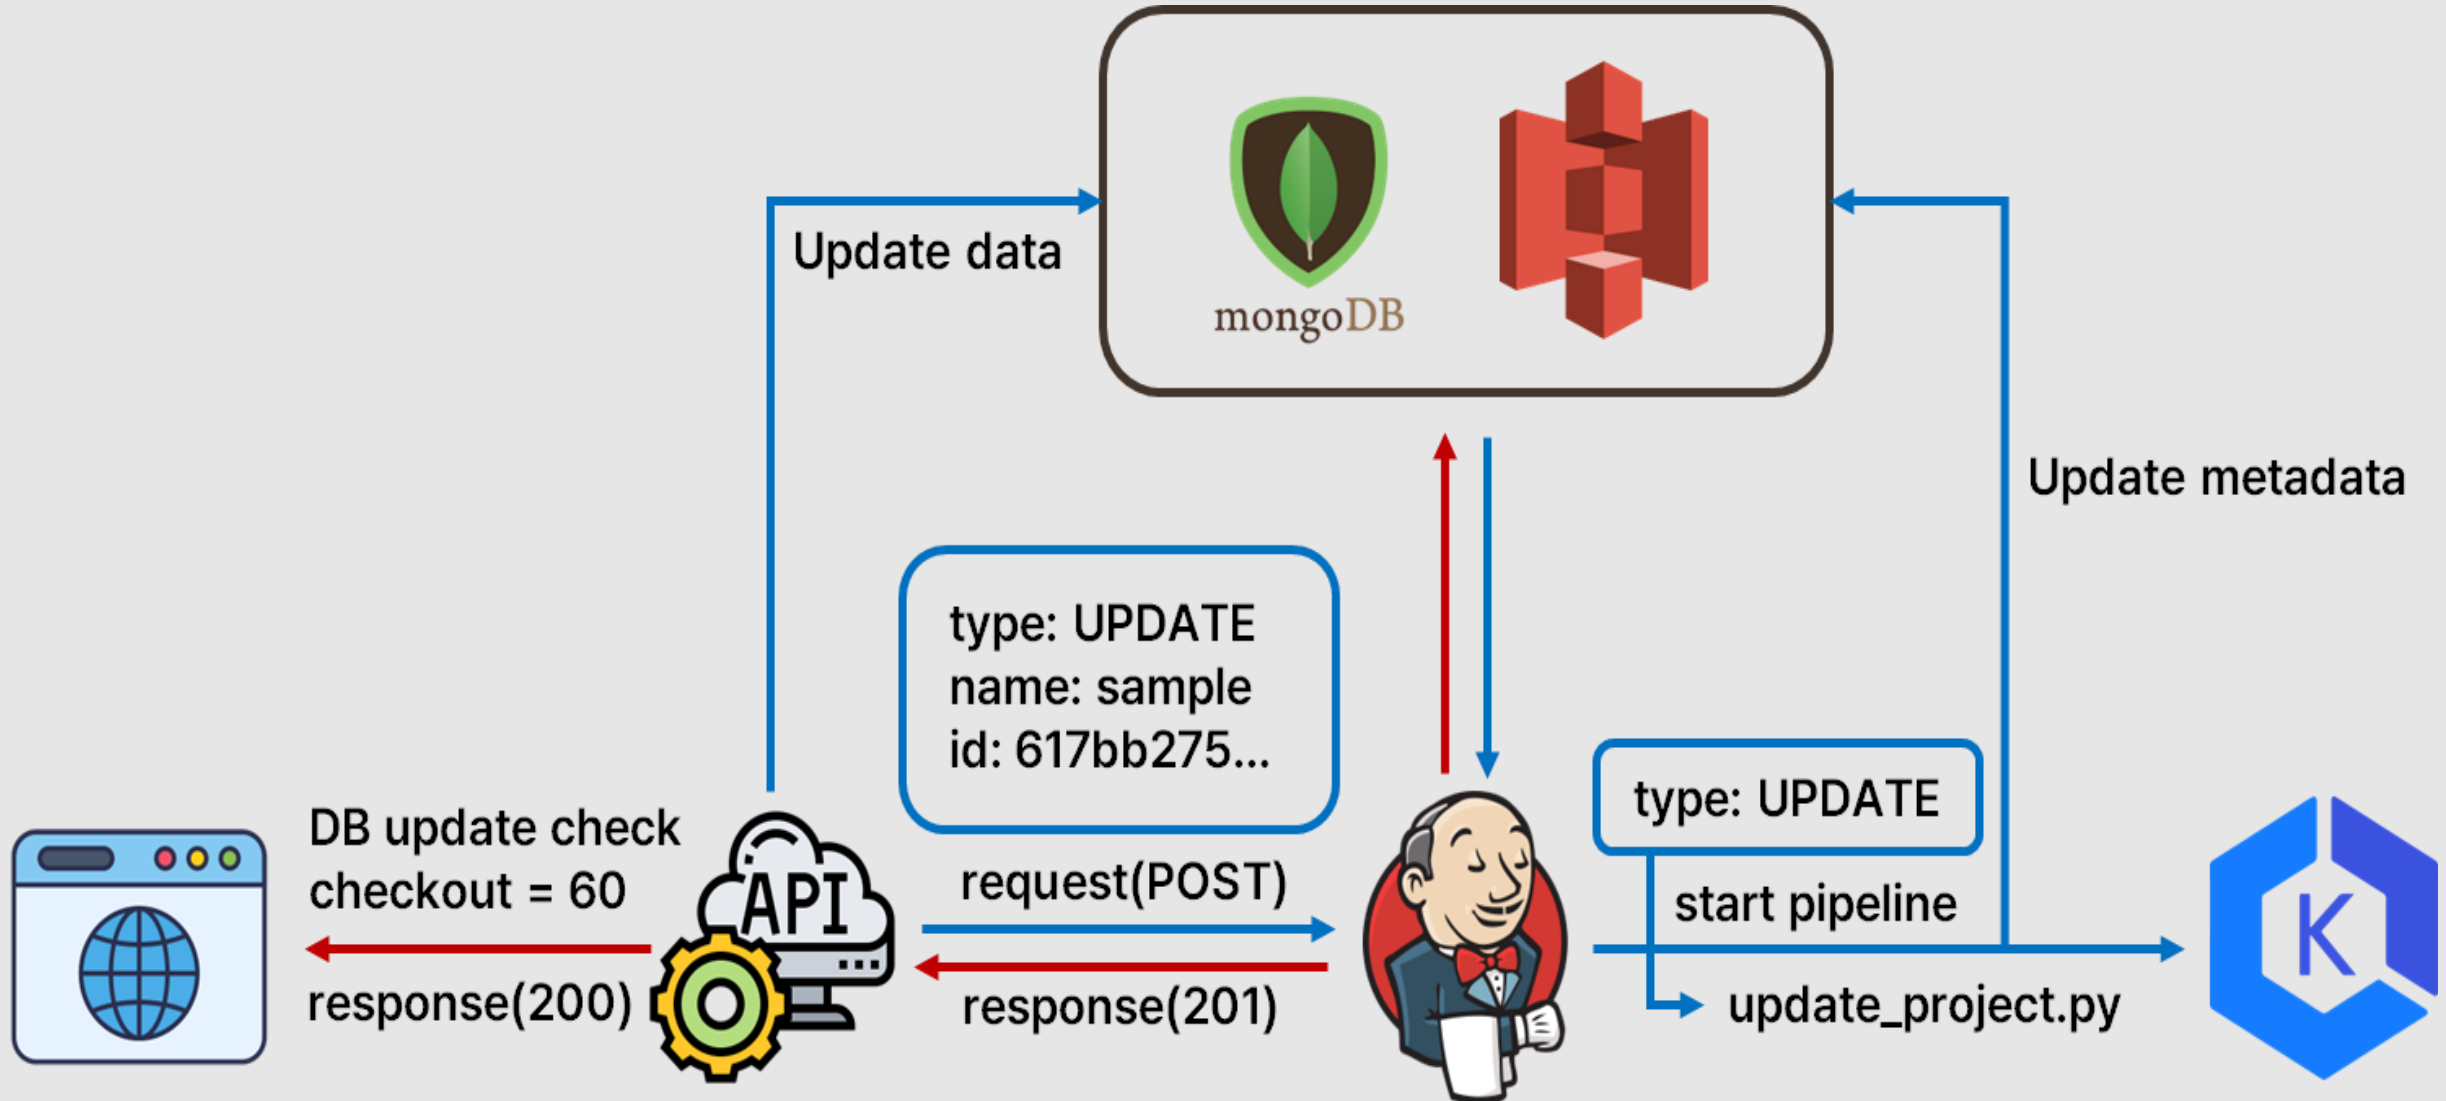 mongoDB
Update data
Update metadata
type: UPDATE
name: sample
id: 617bb275...
type: UPDATE
DB update check
checkout = 60
response(200)
API
request(POST)
response(201)
start pipeline
update_project.py
K